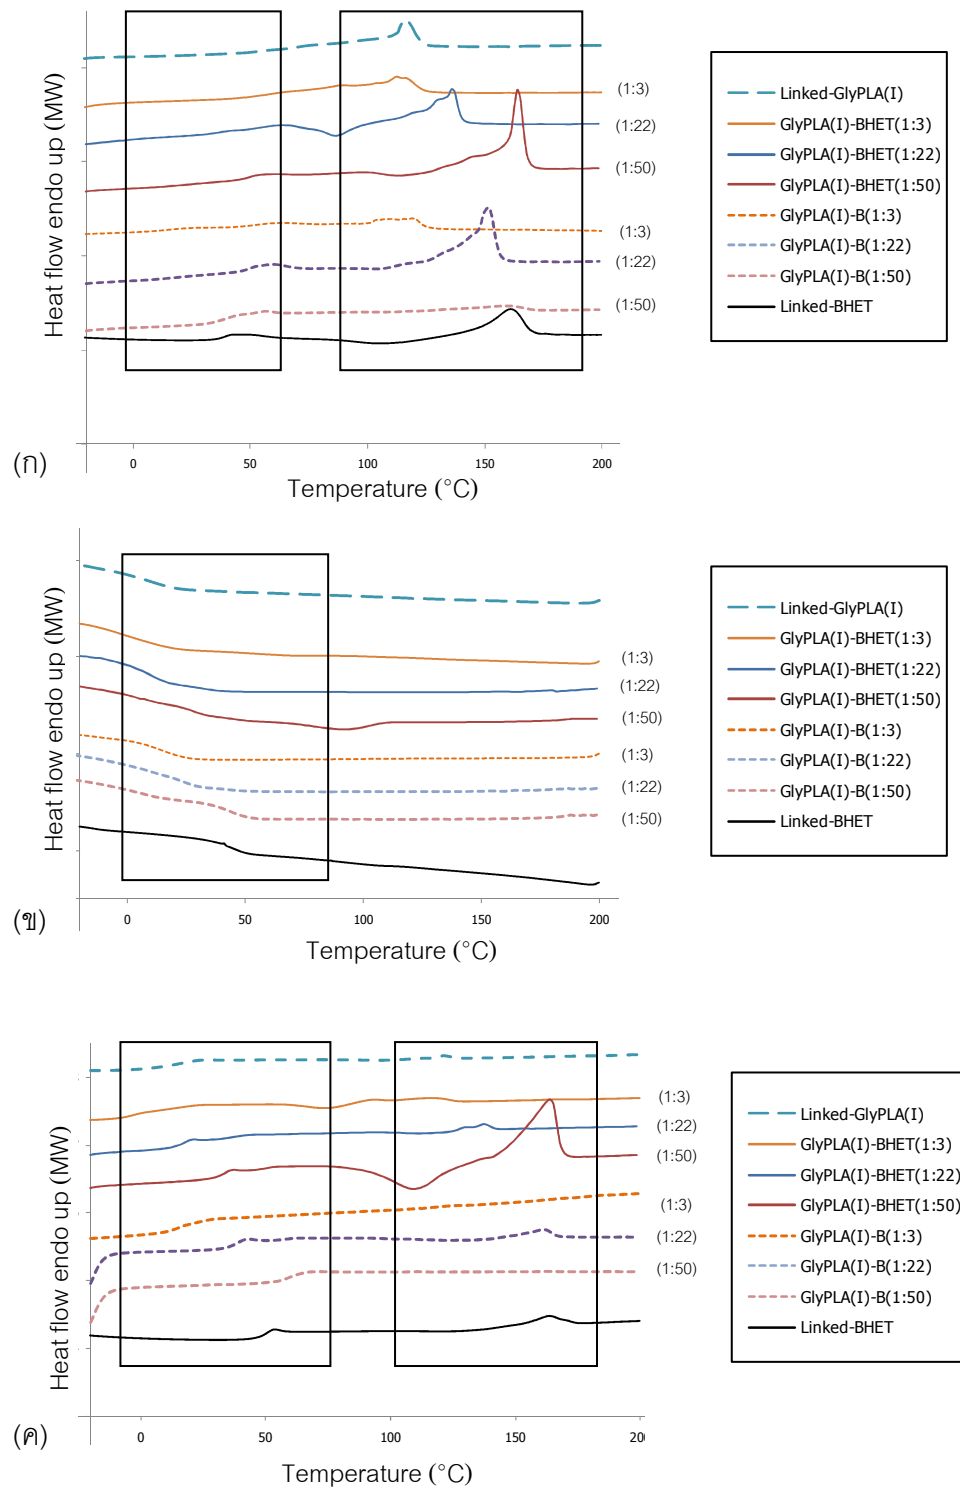 Heat flow endo up (MW)
(1:3)
(1:22)
(1:50)
(1:3)
(1:22)
(1:50)
0
50
100
150
200
Temperature (°C)
(ก)
Linked-GlyPLA(I)
GlyPLA(I)-BHET(1:3)
GlyPLA(I)-BHET(1:22)
GlyPLA(I)-BHET(1:50)
GlyPLA(I)-B(1:3)
GlyPLA(I)-B(1:22)
GlyPLA(I)-B(1:50)
Linked-BHET
Heat flow endo up (MW)
(1:3)
(1:22)
(1:50)
(1:3)
(1:22)
(1:50)
0
50
100
150
200
Temperature (°C)
(ข)
Linked-GlyPLA(I)
GlyPLA(I)-BHET(1:3)
GlyPLA(I)-BHET(1:22)
GlyPLA(I)-BHET(1:50)
GlyPLA(I)-B(1:3)
GlyPLA(I)-B(1:22)
GlyPLA(I)-B(1:50)
Linked-BHET
Heat flow endo up (MW)
(1:3)
(1:22)
(1:50)
(1:3)
(1:22)
(1:50)
0
50
100
150
200
Temperature (°C)
(ค)
Linked-GlyPLA(I)
GlyPLA(I)-BHET(1:3)
GlyPLA(I)-BHET(1:22)
GlyPLA(I)-BHET(1:50)
GlyPLA(I)-B(1:3)
GlyPLA(I)-B(1:22)
GlyPLA(I)-B(1:50)
Linked-BHET